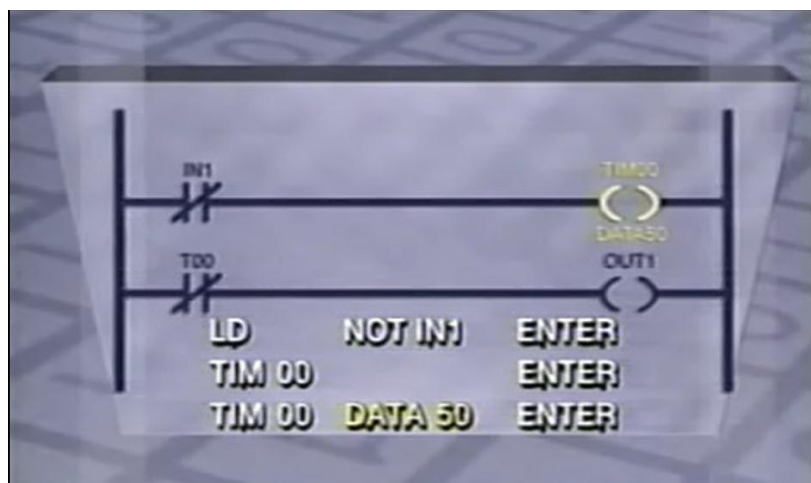 IN1 TIM00
DATA50
T00 OUT1
LD NOT IN1 ENTER
TIM 00 ENTER
TIM 00 DATA 50 ENTER